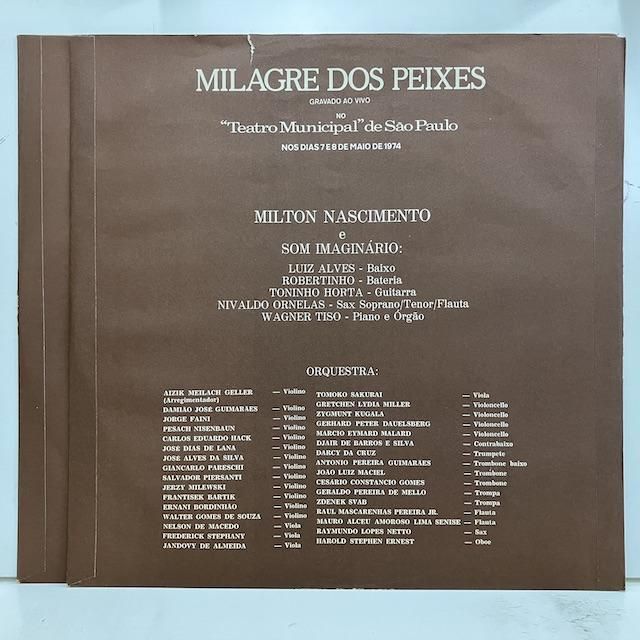 MILAGRE DOS PEIXES
GRAVADO AO VIVO
NO
“Teatro Municipal” de São Paulo
NOS DIAS 7 E 8 DE MAIO DE 1974
MILTON NASCIMENTO
e
SOM IMAGINÁRIO:
LUIZ ALVES - Baixo
ROBERTINHO - Bateria
TONINHO HORTA - Guitarra
NIVALDO ORNELAS - Sax Soprano/Tenor/Flauta
WAGNER TISO - Piano e Órgão
ORQUESTRA:
AIZIK MEILACH GELLER — Violino
(Arregimentador)
DAMIÃO JOSÉ GUIMARÃES — Violino
JORGE FAINI — Violino
PESACH NISENBAUN — Violino
CARLOS EDUARDO HACK — Violino
JOSÉ DIAS DE LANA — Violino
JOSÉ ALVES DA SILVA — Violino
GIANCARLO PARESCHI — Violino
SALVADOR PIERSANTI — Violino
JERZY MILEWSKI — Violino
FRANTISEK BARTIK — Violino
ERNANI BORDINHÃO — Violino
WALTER GOMES DE SOUZA — Violino
NELSON DE MACEDO — Viola
FREDERICK STEPHANY — Viola
JANDOVY DE ALMEIDA — Viola
TOMOKO SAKURAI — Viola
GRETCHEN LYDIA MILLER — Violoncello
ZYGMUNT KUGALA — Violoncello
GERHARD PETER DAUELSBERG — Violoncello
MARCIO EYMARD MALARD — Violoncello
DJAIR DE BARROS E SILVA — Contrabaixo
DARCY DA CRUZ — Trumpete
ANTONIO PEREIRA GUIMARÃES — Trombone baixo
JOÃO LUIZ MACIEL — Trombone
CESÁRIO CONSTANCIO GOMES — Trombone
GERALDO PEREIRA DE MELLO — Trompa
ZDENEK SVAB — Trompa
RAUL MASCARENHAS PEREIRA JR. — Flauta
MAURO ALCEU AMOROSO LIMA SENISE — Flauta
RAYMUNDO LOPES NETTO — Sax
HAROLD STEPHEN ERNEST — Oboe